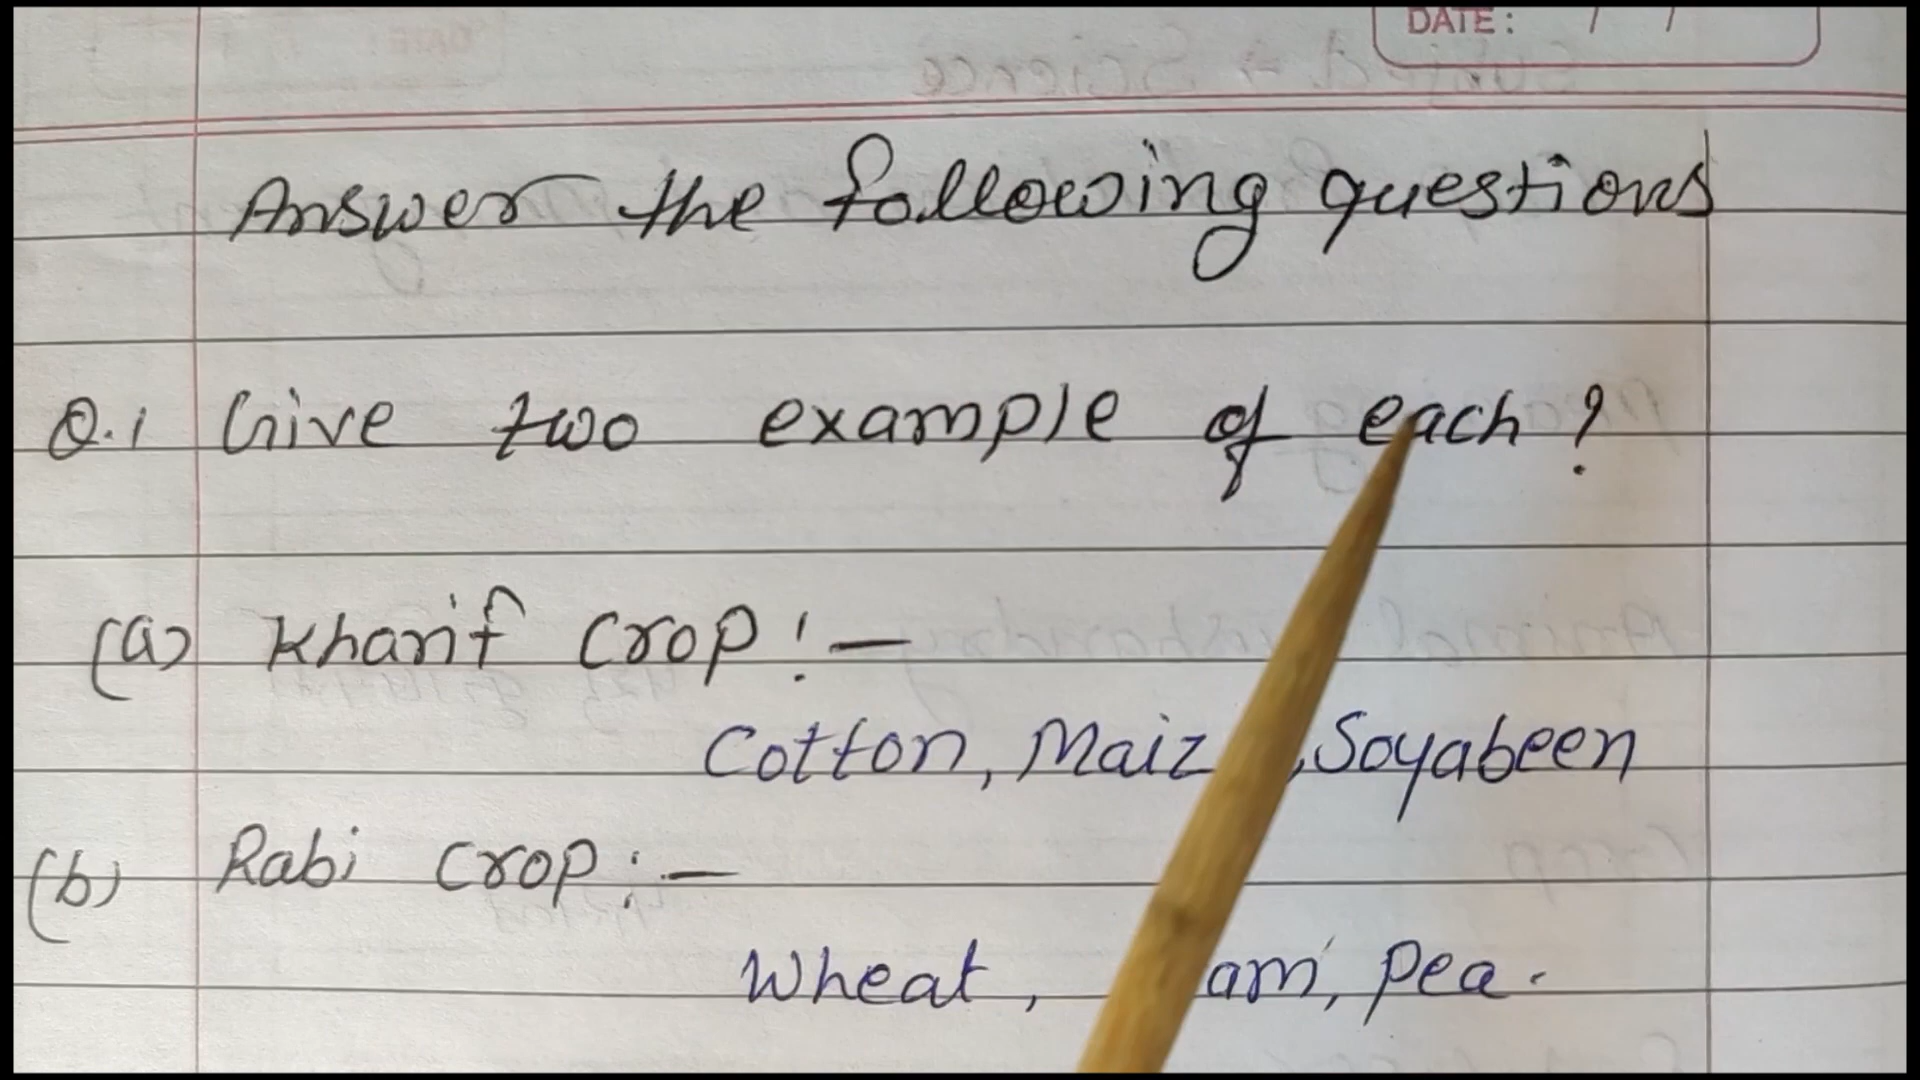 DATE: / /
Answer the following questions
Q.1 Give two example of each?
(a) Kharif crop:—
Cotton, Maiz , Soyabeen
(b) Rabi crop:—
Wheat, am, Pea.